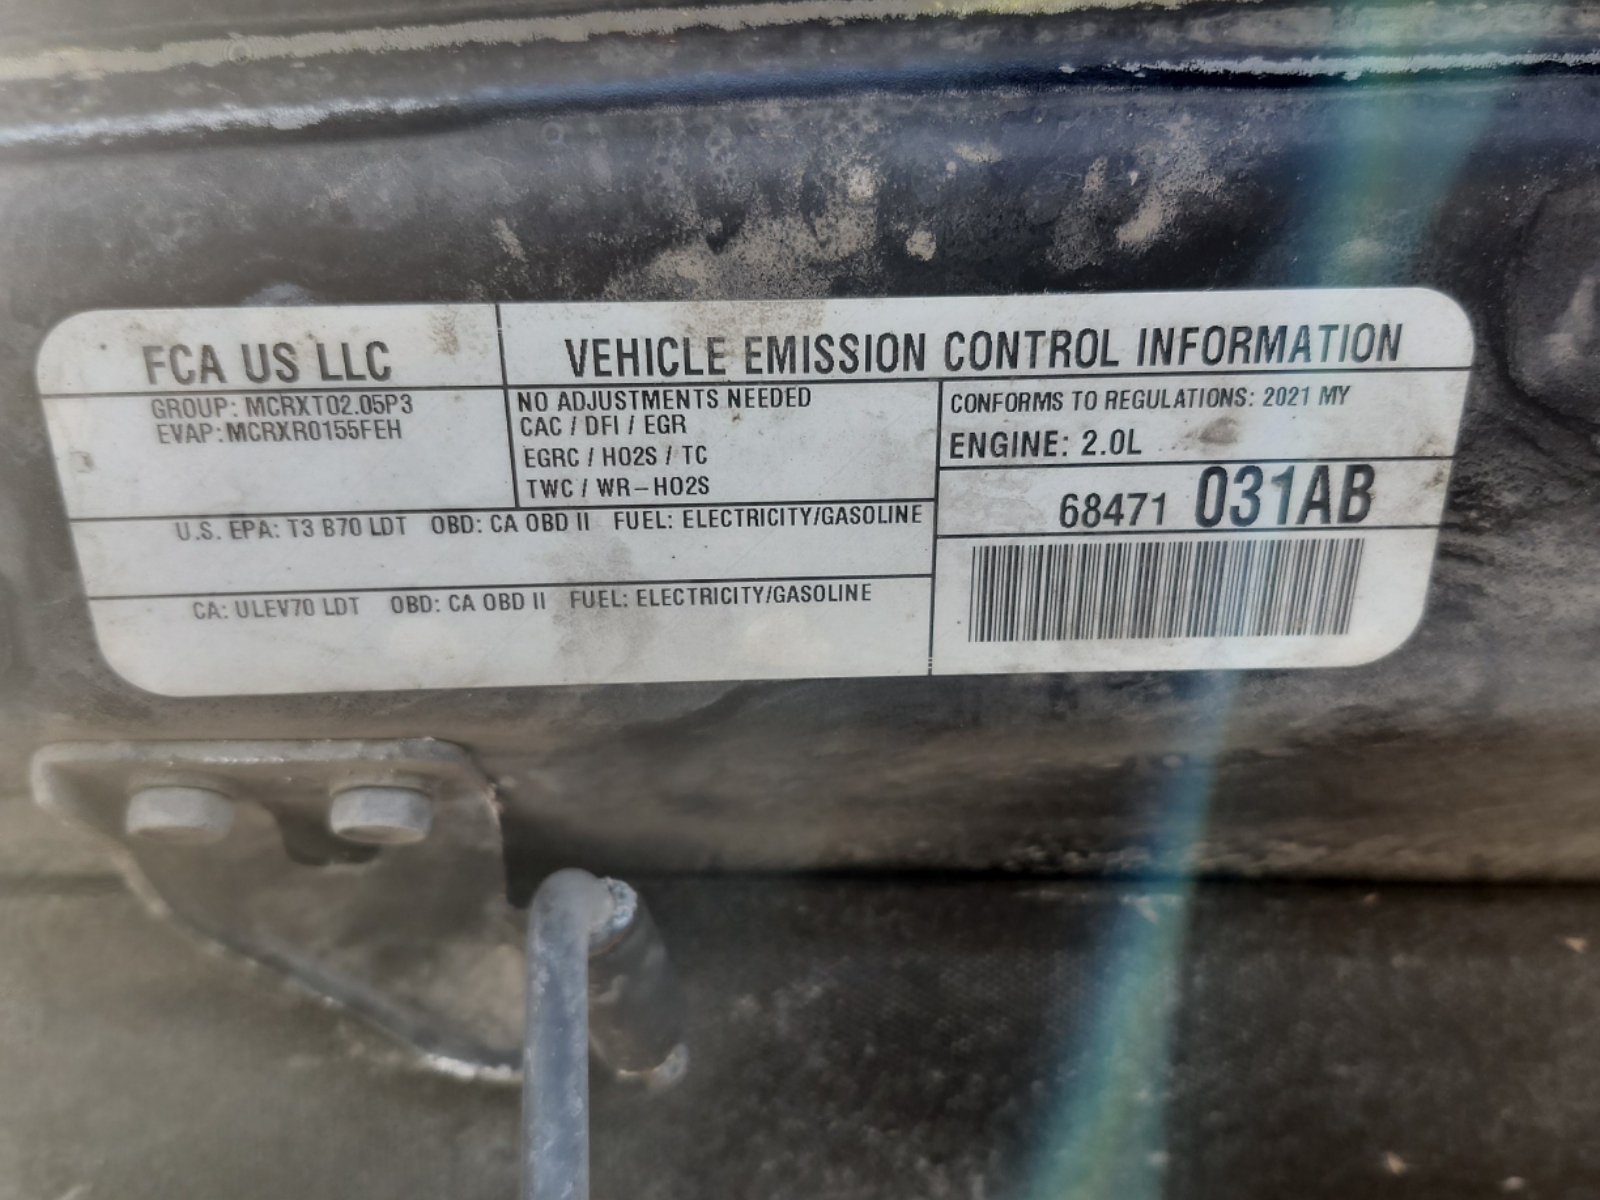 FCA US LLC
VEHICLE EMISSION CONTROL INFORMATION
GROUP: MCRXT02.05P3
EVAP: MCRXR0155FEH
NO ADJUSTMENTS NEEDED
CAC / DFI / EGR
EGRC / HO2S / TC
TWC / WR-HO2S
CONFORMS TO REGULATIONS: 2021 MY
ENGINE: 2.0L
68471 031AB
U.S. EPA: T3 B70 LDT OBD: CA OBD II FUEL: ELECTRICITY/GASOLINE
CA: ULEV70 LDT OBD: CA OBD II FUEL: ELECTRICITY/GASOLINE